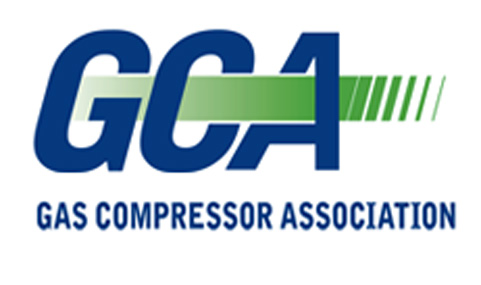 GCA
GAS COMPRESSOR ASSOCIATION